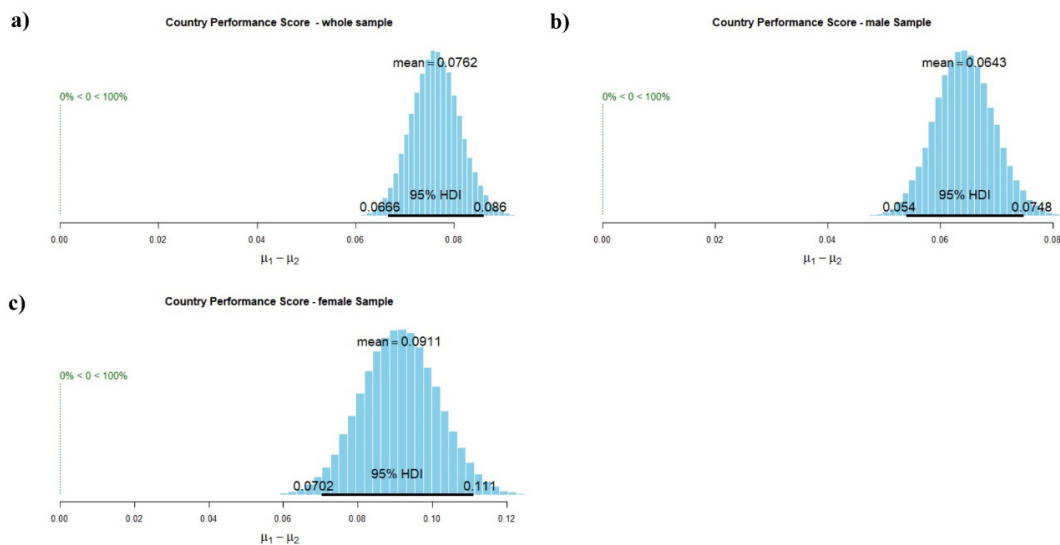 a)
Country Performance Score - whole sample
mean = 0.0762
0% < 0 < 100%
95% HDI
0.0666 0.086
0.00 0.02 0.04 0.06 0.08
μ1 − μ2
b)
Country Performance Score - male Sample
mean = 0.0643
0% < 0 < 100%
95% HDI
0.054 0.0748
0.00 0.02 0.04 0.06 0.08
μ1 − μ2
c)
Country Performance Score - female Sample
mean = 0.0911
0% < 0 < 100%
95% HDI
0.0702 0.111
0.00 0.02 0.04 0.06 0.08 0.10 0.12
μ1 − μ2